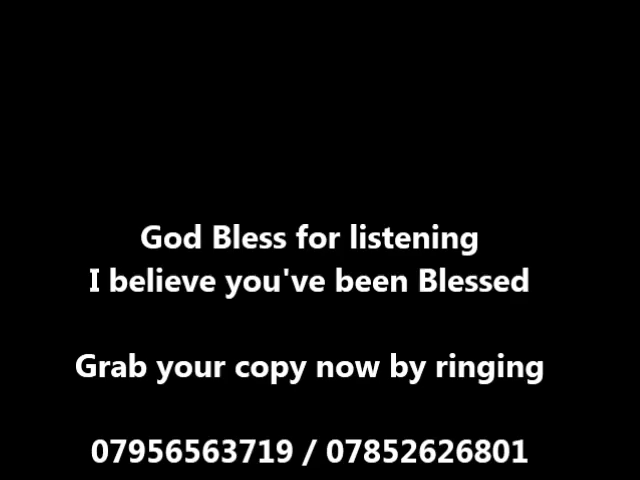 God Bless for listening
I believe you've been Blessed
Grab your copy now by ringing
07956563719 / 07852626801